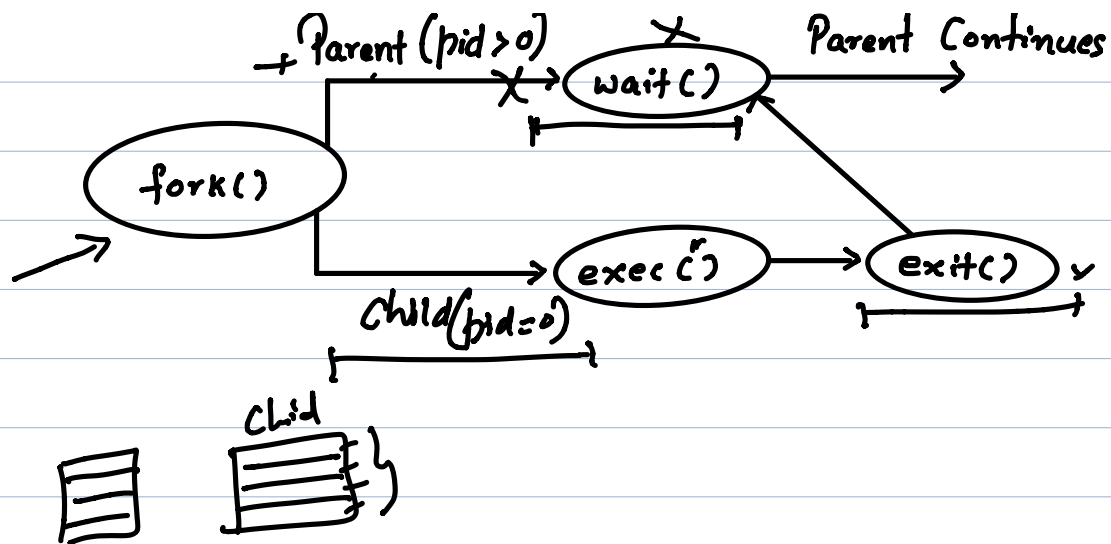 Parent (pid>0)
Parent Continues
wait()
fork()
exec()
exit()
Child(pid=0)
Child